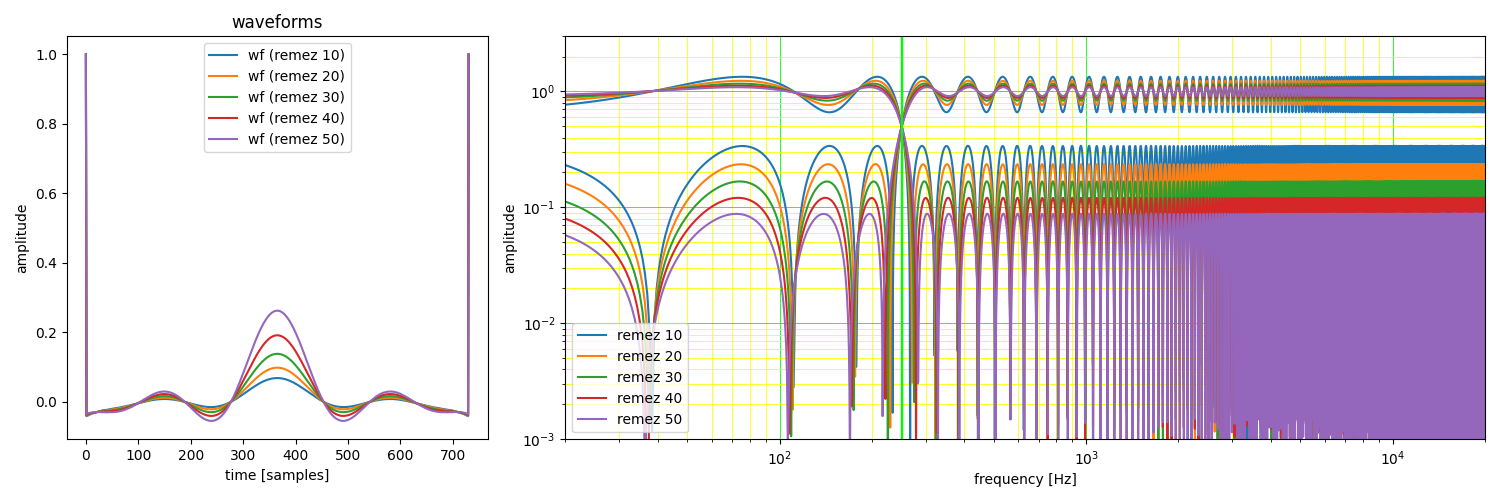 waveforms
amplitude
1.0
0.8
0.6
0.4
0.2
0.0
wf (remez 10)
wf (remez 20)
wf (remez 30)
wf (remez 40)
wf (remez 50)
0 100 200 300 400 500 600 700
time [samples]
amplitude
10⁰
10⁻¹
10⁻²
10⁻³
remez 10
remez 20
remez 30
remez 40
remez 50
10² 10³ 10⁴
frequency [Hz]